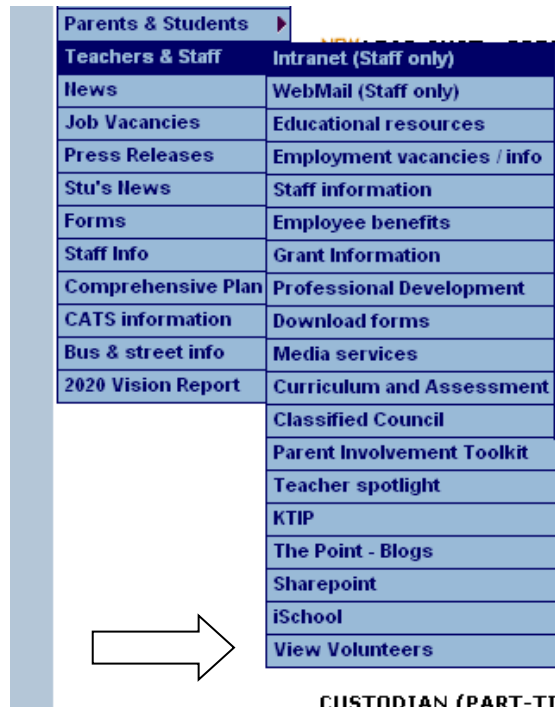 Parents & Students
Teachers & Staff
News
Job Vacancies
Press Releases
Stu's News
Forms
Staff Info
Comprehensive Plan
CATS information
Bus & street info
2020 Vision Report
NEW
Intranet (Staff only)
WebMail (Staff only)
Educational resources
Employment vacancies / info
Staff information
Employee benefits
Grant Information
Professional Development
Download forms
Media services
Curriculum and Assessment
Classified Council
Parent Involvement Toolkit
Teacher spotlight
KTIP
The Point - Blogs
Sharepoint
iSchool
View Volunteers
CUSTODIAN (PART-TI